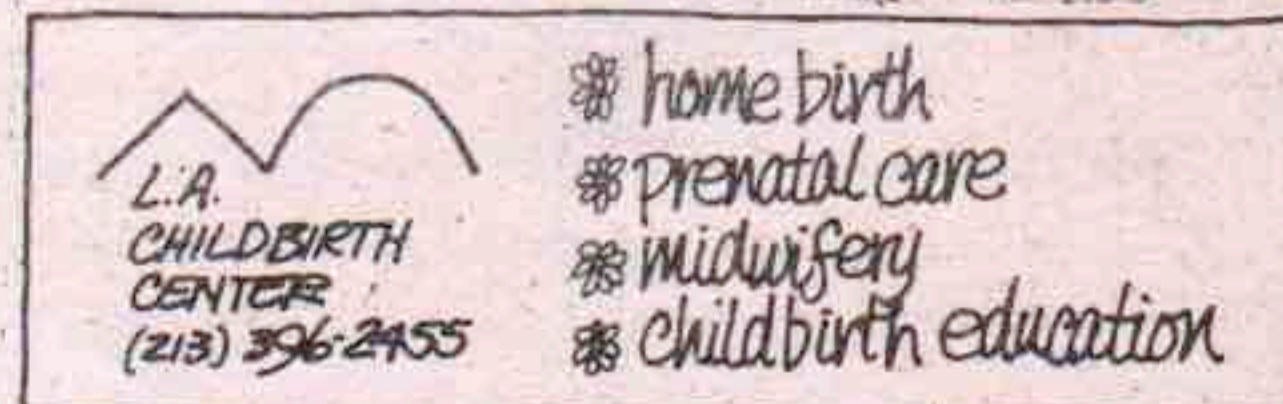 L.A.
CHILDBIRTH
CENTER
(213) 396-2455
home birth
prenatal care
midwifery
childbirth education